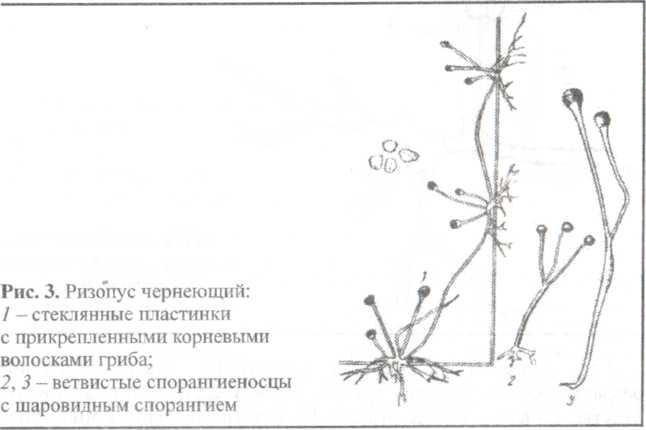 Рис. 3. Ризопус чернеющий:
1 – стеклянные пластинки
с прикрепленными корневыми
волосками гриба;
2, 3 – ветвистые спорангиеносцы
с шаровидным спорангием
1
2
3